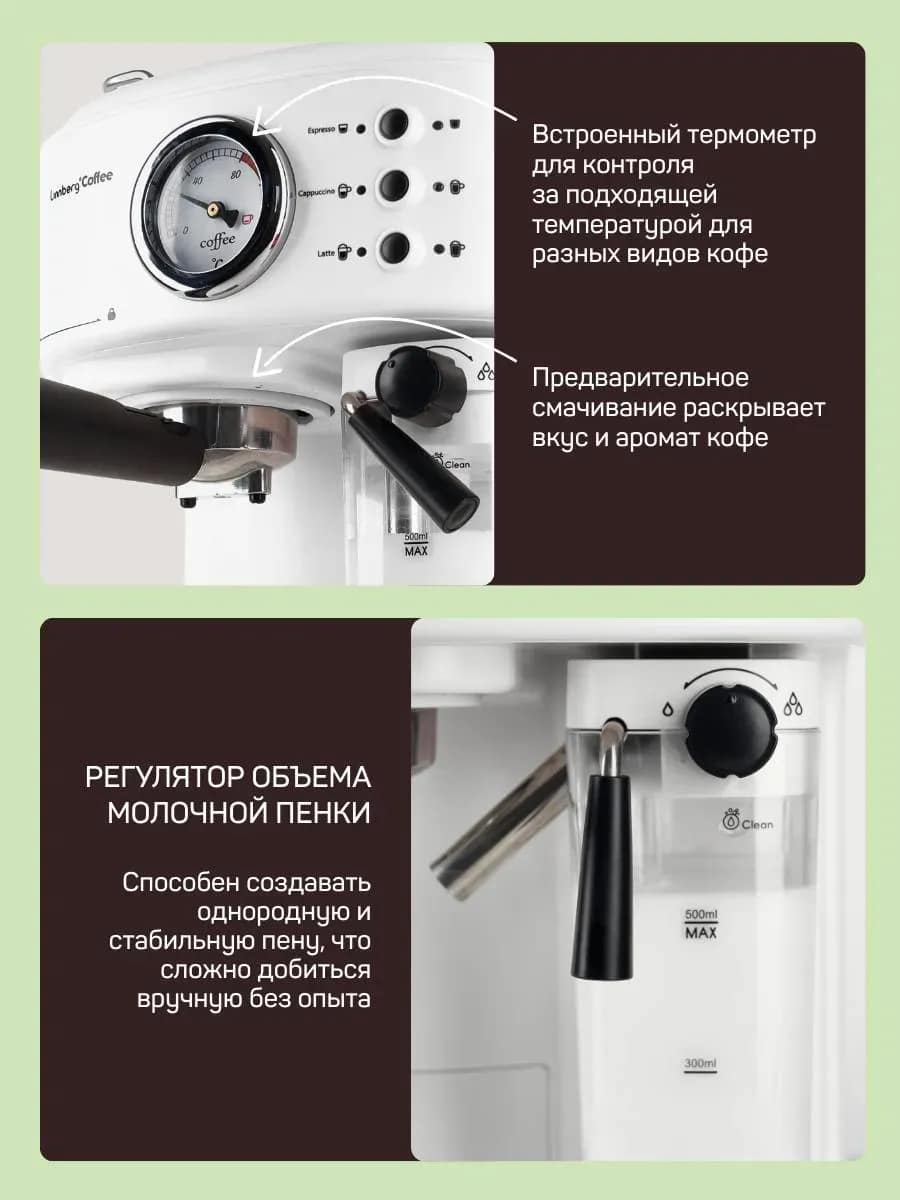 Встроенный термометр
для контроля
за подходящей
температурой для
разных видов кофе
Предварительное
смачивание раскрывает
вкус и аромат кофе
Coffee
0
40
80
coffee
°C
Espresso
Cappuccino
Latte
Clean
500ml
MAX
РЕГУЛЯТОР ОБЪЕМА
МОЛОЧНОЙ ПЕНКИ
Способен создавать
однородную и
стабильную пену, что
сложно добиться
вручную без опыта
Clean
500ml
MAX
300ml